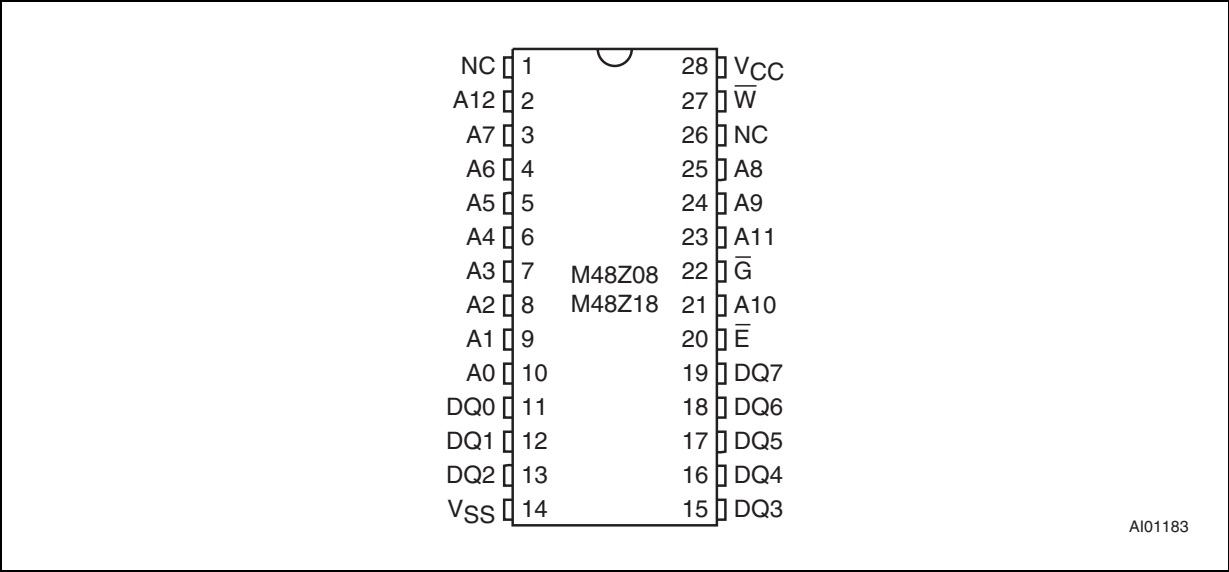 NC 1 28 VCC
A12 2 27 W̅
A7 3 26 NC
A6 4 25 A8
A5 5 24 A9
A4 6 23 A11
A3 7 M48Z08 22 G̅
A2 8 M48Z18 21 A10
A1 9 20 E̅
A0 10 19 DQ7
DQ0 11 18 DQ6
DQ1 12 17 DQ5
DQ2 13 16 DQ4
VSS 14 15 DQ3
AI01183